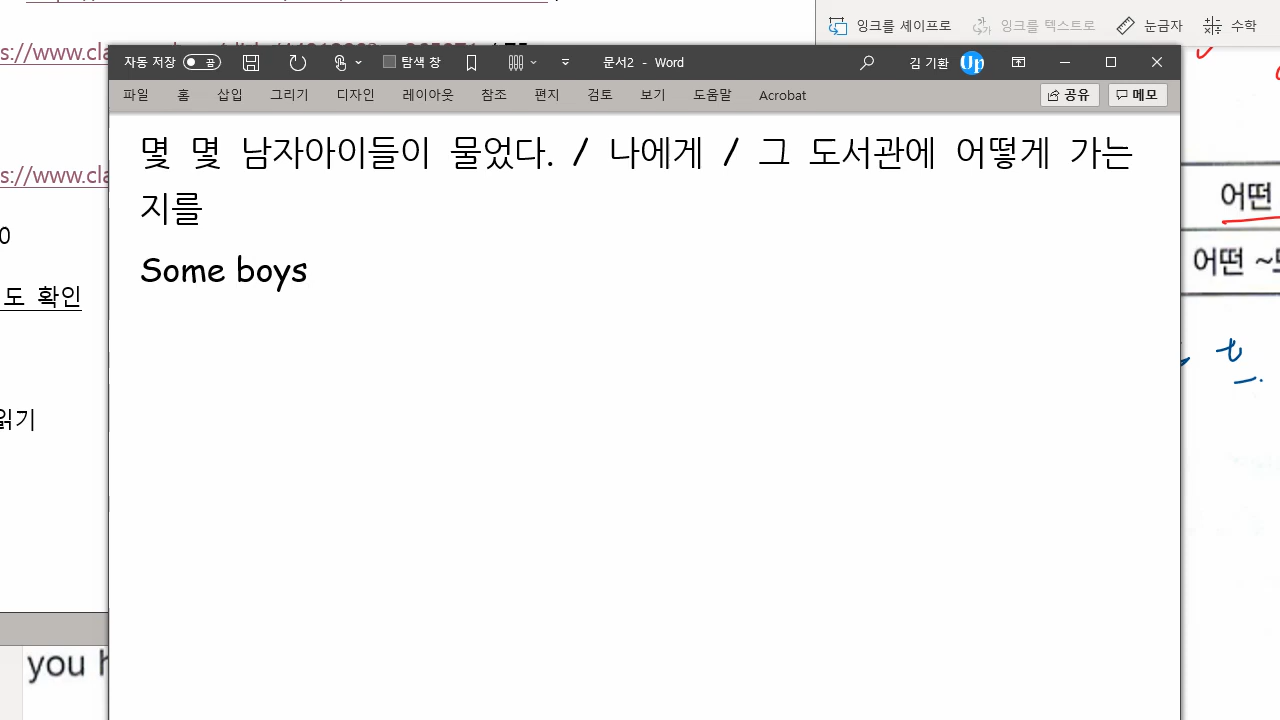 잉크를 셰이프로 잉크를 텍스트로 눈금자 수학
자동 저장 끔 탐색 창 문서2 - Word 김 기환 Up
파일 홈 삽입 그리기 디자인 레이아웃 참조 편지 검토 보기 도움말 Acrobat 공유 메모
몇 몇 남자아이들이 물었다. / 나에게 / 그 도서관에 어떻게 가는
지를
Some boys
s://www.cla
도 확인
읽기
you h
어떤
어떤 ~
t